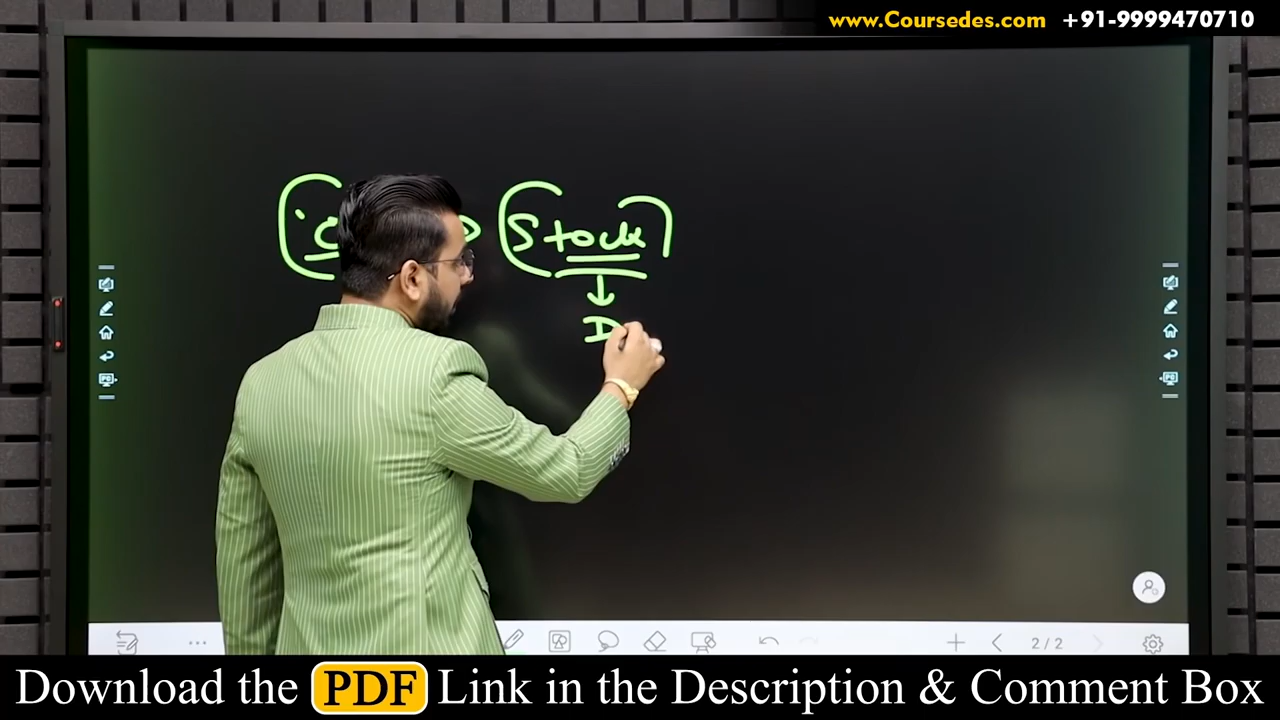 www.Coursedes.com +91-9999470710
Stock
D
2 / 2
Download the PDF Link in the Description & Comment Box